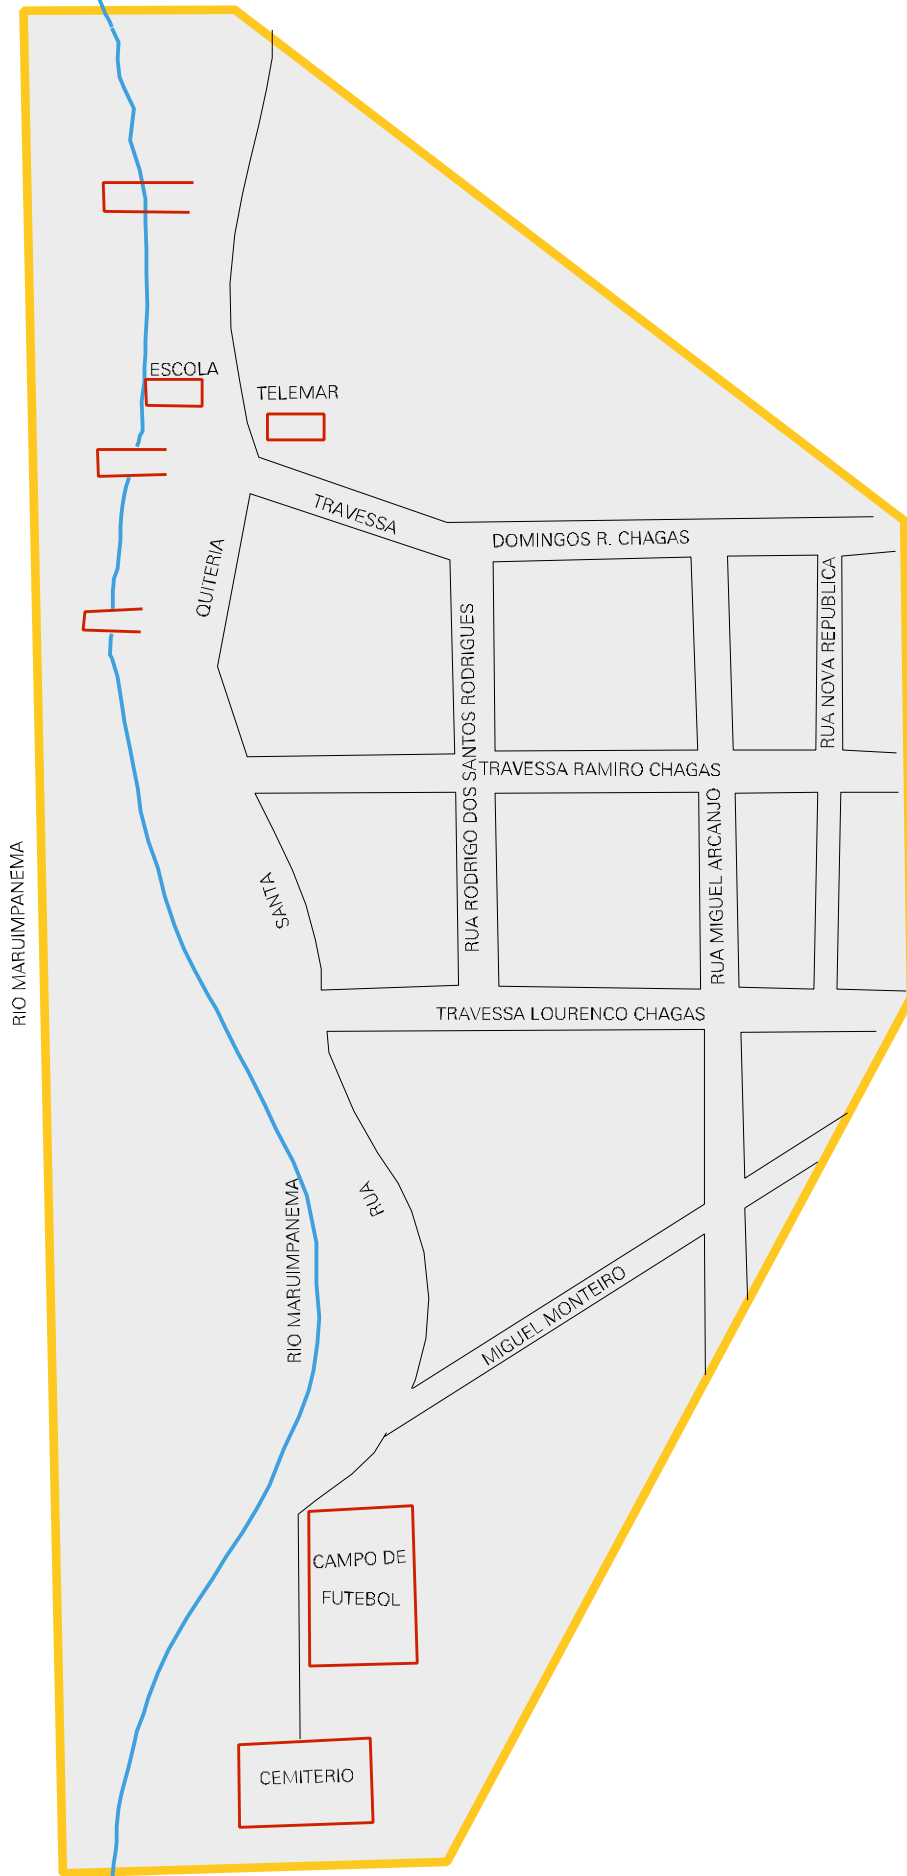 ESCOLA
TELEMAR
TRAVESSA
DOMINGOS R. CHAGAS
QUITERIA
RUA NOVA REPUBLICA
RUA RODRIGO DOS SANTOS RODRIGUES
TRAVESSA RAMIRO CHAGAS
RUA MIGUEL ARCANJO
SANTA
RIO MARUIMPANEMA
TRAVESSA LOURENCO CHAGAS
RUA
RIO MARUIMPANEMA
MIGUEL MONTEIRO
CAMPO DE
FUTEBOL
CEMITERIO